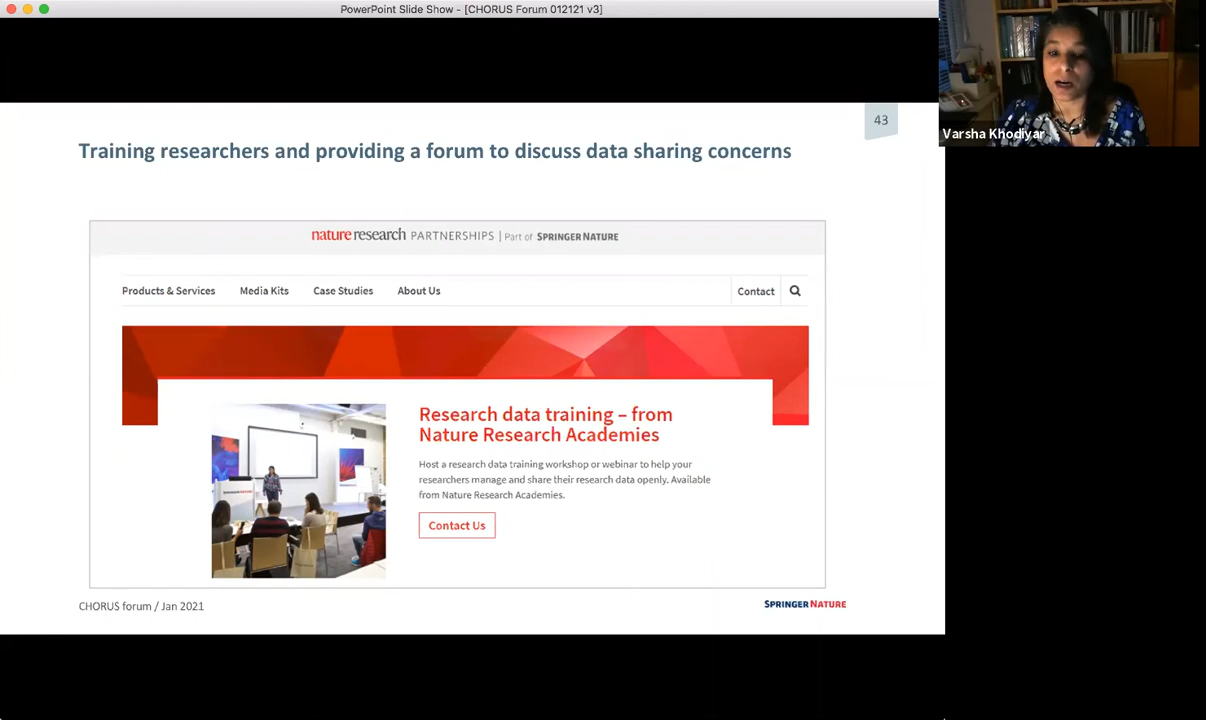 PowerPoint Slide Show - [CHORUS Forum 012121 v3]
Varsha Khodiyar
43
Training researchers and providing a forum to discuss data sharing concerns
nature research PARTNERSHIPS | Part of SPRINGER NATURE
Products & Services Media Kits Case Studies About Us Contact
Research data training – from
Nature Research Academies
Host a research data training workshop or webinar to help your
researchers manage and share their research data openly. Available
from Nature Research Academies.
Contact Us
SPRINGER NATURE
CHORUS forum / Jan 2021
SPRINGER NATURE